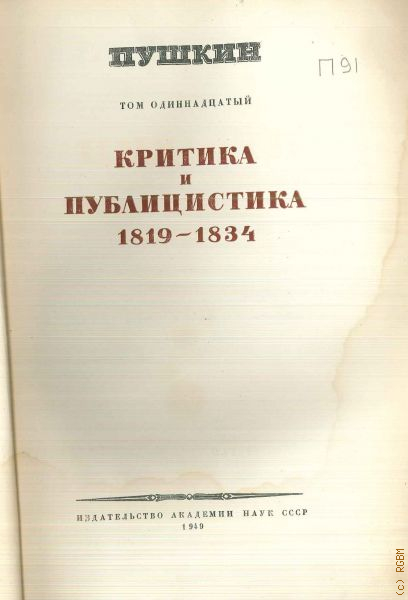 ПУШКИН
П91
ТОМ ОДИННАДЦАТЫЙ
КРИТИКА
И
ПУБЛИЦИСТИКА
1819–1834
ИЗДАТЕЛЬСТВО АКАДЕМИИ НАУК СССР
1949
(c) RGBM